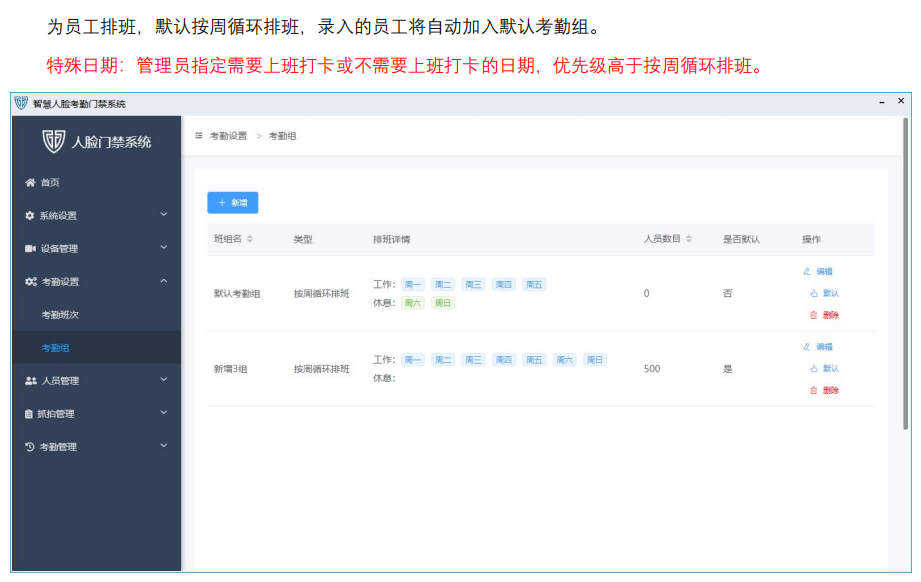 为员工排班，默认按周循环排班，录入的员工将自动加入默认考勤组。
特殊日期：管理员指定需要上班打卡或不需要上班打卡的日期，优先级高于按周循环排班。
智慧人脸考勤门禁系统
人脸门禁系统
考勤设置 > 考勤组
首页
系统设置
设备管理
考勤设置
考勤班次
考勤组
人员管理
抓拍管理
考勤管理
+ 新增
班组名 类型 排班详情 人员数目 是否默认 操作
默认考勤组 按周循环排班 工作： 周一 周二 周三 周四 周五 0 否 编辑
休息： 周六 周日 默认
删除
新增3组 按周循环排班 工作： 周一 周二 周三 周四 周五 周六 周日 500 是 编辑
休息： 默认
删除